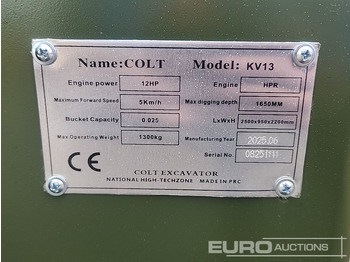 Name:COLT Model: KV13
Engine power 12HP Engine HPR
Maximum Forward Speed 5Km/h Max digging depth 1650MM
Bucket Capacity 0.025 LxWxH 2500x950x2200mm
Max Operating Weight 1300kg Manufacturing Year 2025.06
Serial No. 08251111
CE COLT EXCAVATOR
NATIONAL HIGH-TECHZONE MADE IN PRC
EURO AUCTIONS